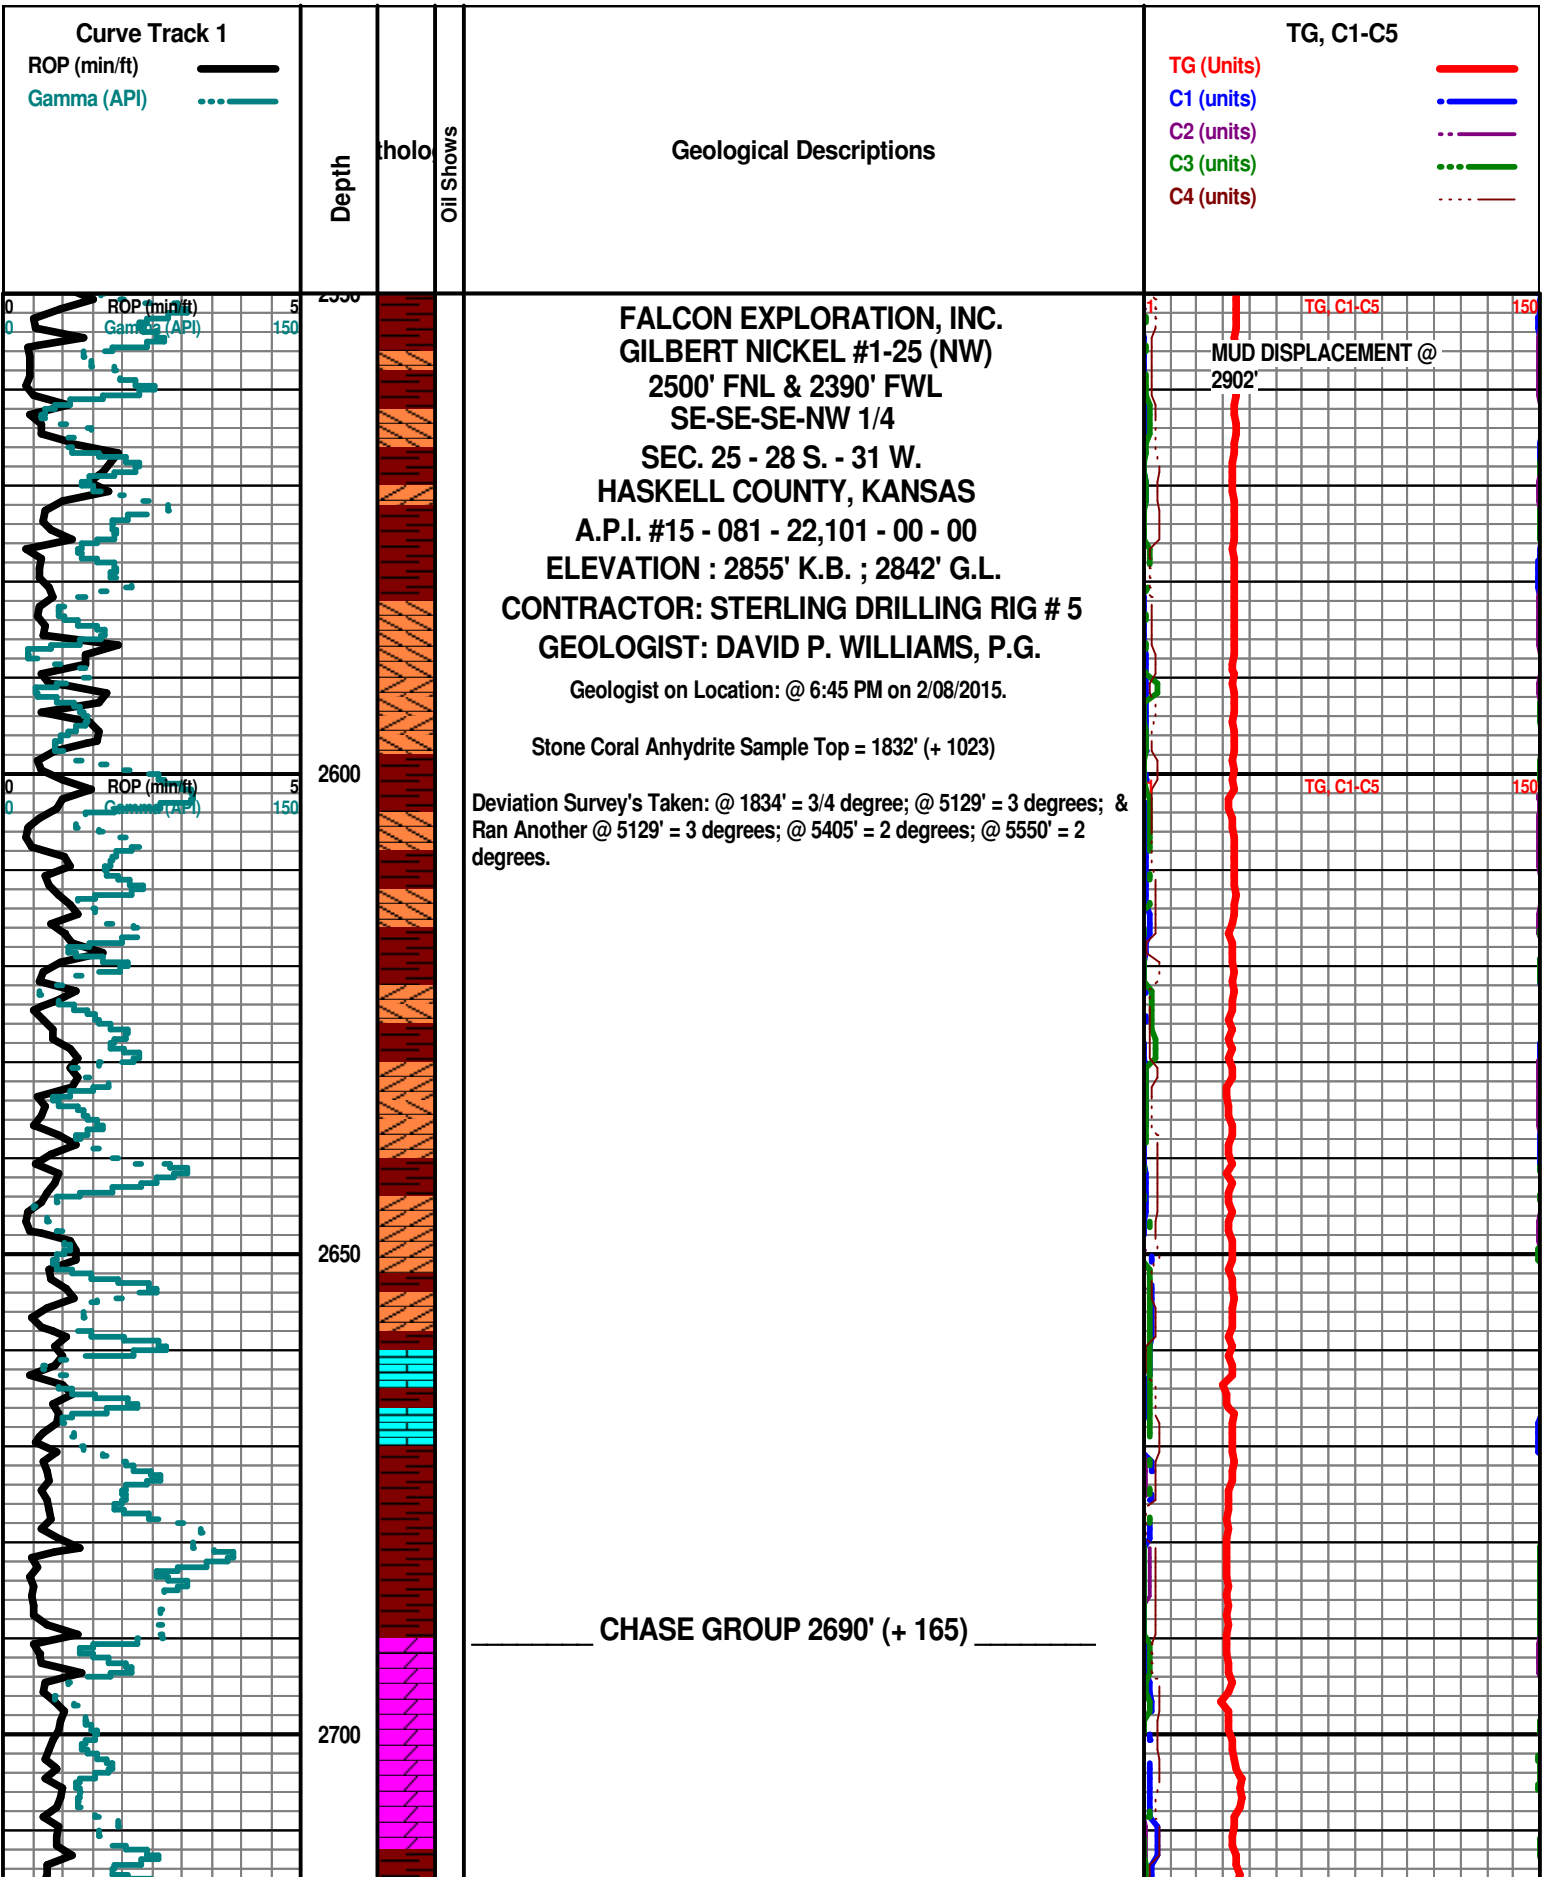 Curve Track 1
ROP (min/ft)
Gamma (API)
Depth
tholo
Oil Shows
Geological Descriptions
TG, C1-C5
TG (Units)
C1 (units)
C2 (units)
C3 (units)
C4 (units)
0 ROP (min/ft) 5
0 Gamma (API) 150
2550
1 TG, C1-C5 150
MUD DISPLACEMENT @
2902'
FALCON EXPLORATION, INC.
GILBERT NICKEL #1-25 (NW)
2500' FNL & 2390' FWL
SE-SE-SE-NW 1/4
SEC. 25 - 28 S. - 31 W.
HASKELL COUNTY, KANSAS
A.P.I. #15 - 081 - 22,101 - 00 - 00
ELEVATION : 2855' K.B. ; 2842' G.L.
CONTRACTOR: STERLING DRILLING RIG # 5
GEOLOGIST: DAVID P. WILLIAMS, P.G.
Geologist on Location: @ 6:45 PM on 2/08/2015.
Stone Coral Anhydrite Sample Top = 1832' (+ 1023)
2600
0 ROP (min/ft) 5
0 Gamma (API) 150
1 TG, C1-C5 150
Deviation Survey's Taken: @ 1834' = 3/4 degree; @ 5129' = 3 degrees; &
Ran Another @ 5129' = 3 degrees; @ 5405' = 2 degrees; @ 5550' = 2
degrees.
2650
________ CHASE GROUP 2690' (+ 165) ________
2700